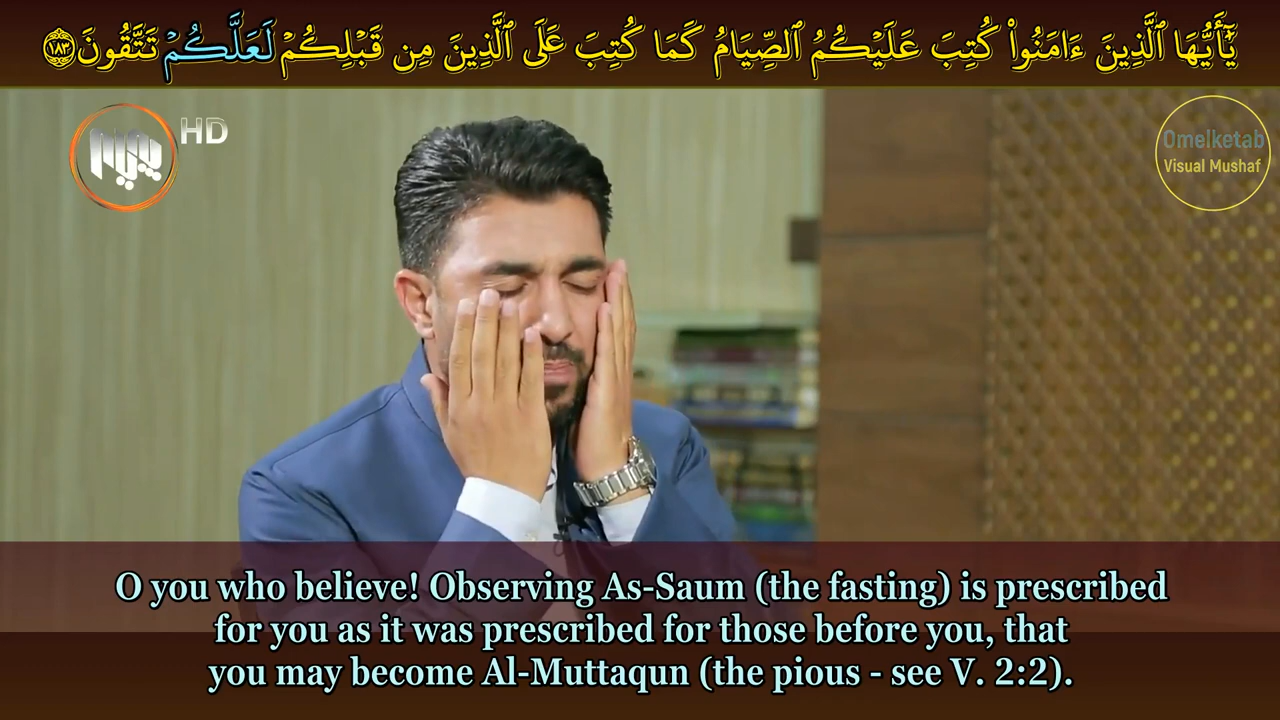 يَٰٓأَيُّهَا ٱلَّذِينَ ءَامَنُواْ كُتِبَ عَلَيۡكُمُ ٱلصِّيَامُ كَمَا كُتِبَ عَلَى ٱلَّذِينَ مِن قَبۡلِكُمۡ لَعَلَّكُمۡ تَتَّقُونَ ١٨٣
HD
Omelketab
Visual Mushaf
O you who believe! Observing As-Saum (the fasting) is prescribed
for you as it was prescribed for those before you, that
you may become Al-Muttaqun (the pious - see V. 2:2).